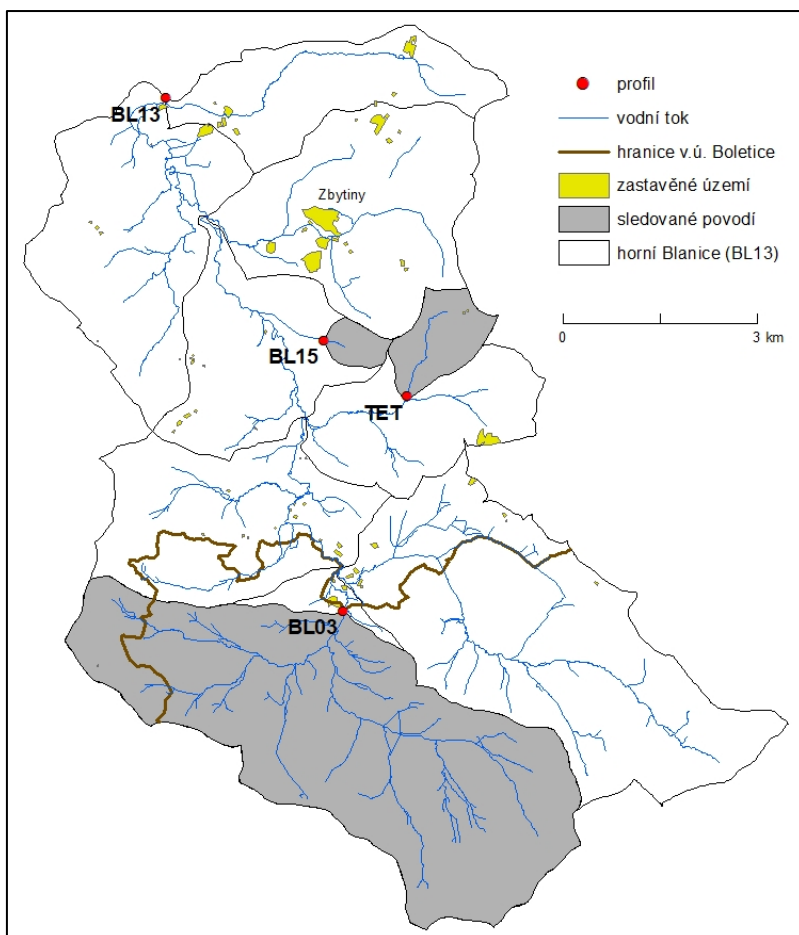 BL13
Zbytiny
BL15
TET
BL03
profil
vodní tok
hranice v.ú. Boletice
zastavěné území
sledované povodí
horní Blanice (BL13)
0 3 km